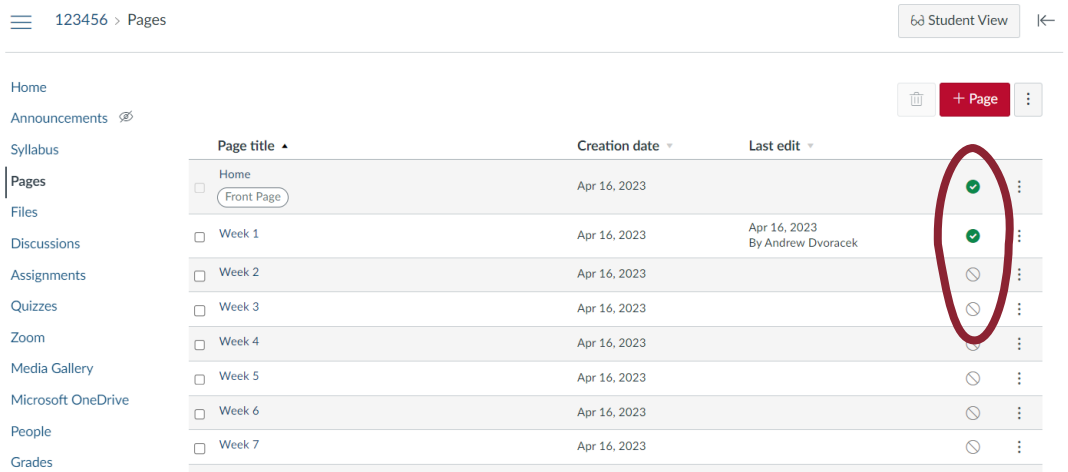 123456 > Pages
Student View
Home
Announcements
Syllabus
Pages
Files
Discussions
Assignments
Quizzes
Zoom
Media Gallery
Microsoft OneDrive
People
Grades
+ Page
Page title Creation date Last edit
Home
Front Page
Apr 16, 2023
Week 1 Apr 16, 2023 Apr 16, 2023
By Andrew Dvoracek
Week 2 Apr 16, 2023
Week 3 Apr 16, 2023
Week 4 Apr 16, 2023
Week 5 Apr 16, 2023
Week 6 Apr 16, 2023
Week 7 Apr 16, 2023